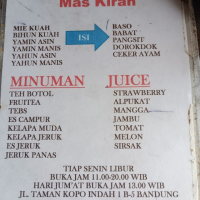 Mas Kiran
MIE KUAH
BIHUN KUAH
YAMIN ASIN
YAMIN MANIS
YAHUN ASIN
YAHUN MANIS
ISI
BASO
BABAT
PANGSIT
DOROKDOK
CEKER AYAM
MINUMAN
TEH BOTOL
FRUITEA
TEBS
ES CAMPUR
KELAPA MUDA
ES KELAPA JERUK
ES JERUK
JERUK PANAS
JUICE
STRAWBERRY
ALPUKAT
MANGGA
JAMBU
TOMAT
MELON
SIRSAK
TIAP SENIN LIBUR
BUKA JAM 11.00-20.00 WIB
HARI JUM'AT BUKA JAM 13.00 WIB
JL. TAMAN KOPO INDAH 1 B-5 BANDUNG